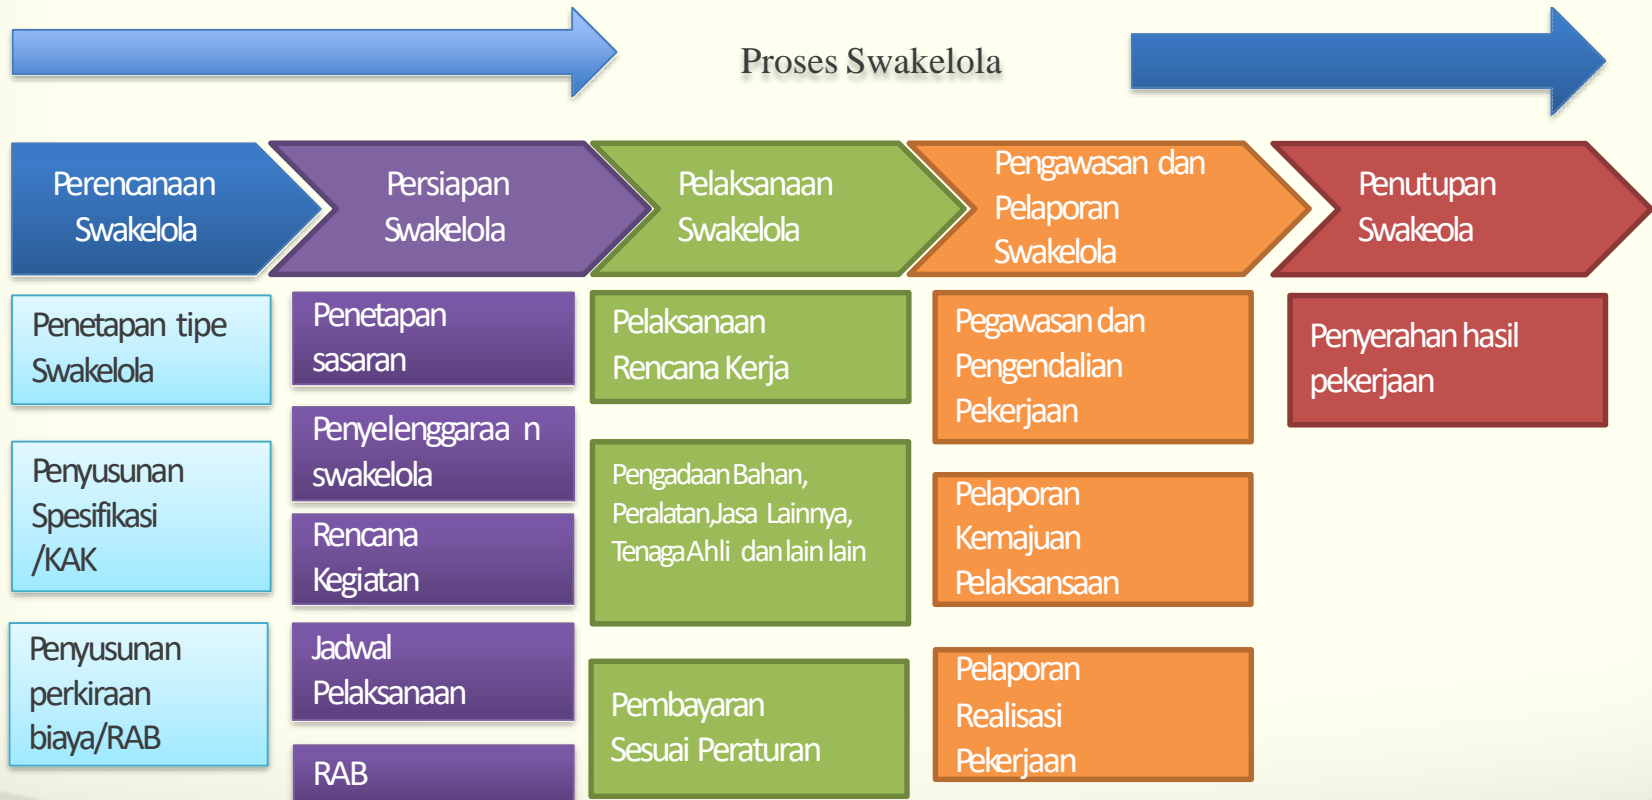 Proses Swakelola
Perencanaan
Swakelola
Persiapan
Swakelola
Pelaksanaan
Swakelola
Pengawasan dan
Pelaporan
Swakelola
Penutupan
Swakeola
Penetapan tipe
Swakelola
Penyusunan
Spesifikasi
/KAK
Penyusunan
perkiraan
biaya/RAB
Penetapan
sasaran
Penyelenggaraa n
swakelola
Rencana
Kegiatan
Jadwal
Pelaksanaan
RAB
Pelaksanaan
Rencana Kerja
Pengadaan Bahan,
Peralatan,Jasa Lainnya,
Tenaga Ahli dan lain lain
Pembayaran
Sesuai Peraturan
Pegawasan dan
Pengendalian
Pekerjaan
Pelaporan
Kemajuan
Pelaksansaan
Pelaporan
Realisasi
Pekerjaan
Penyerahan hasil
pekerjaan